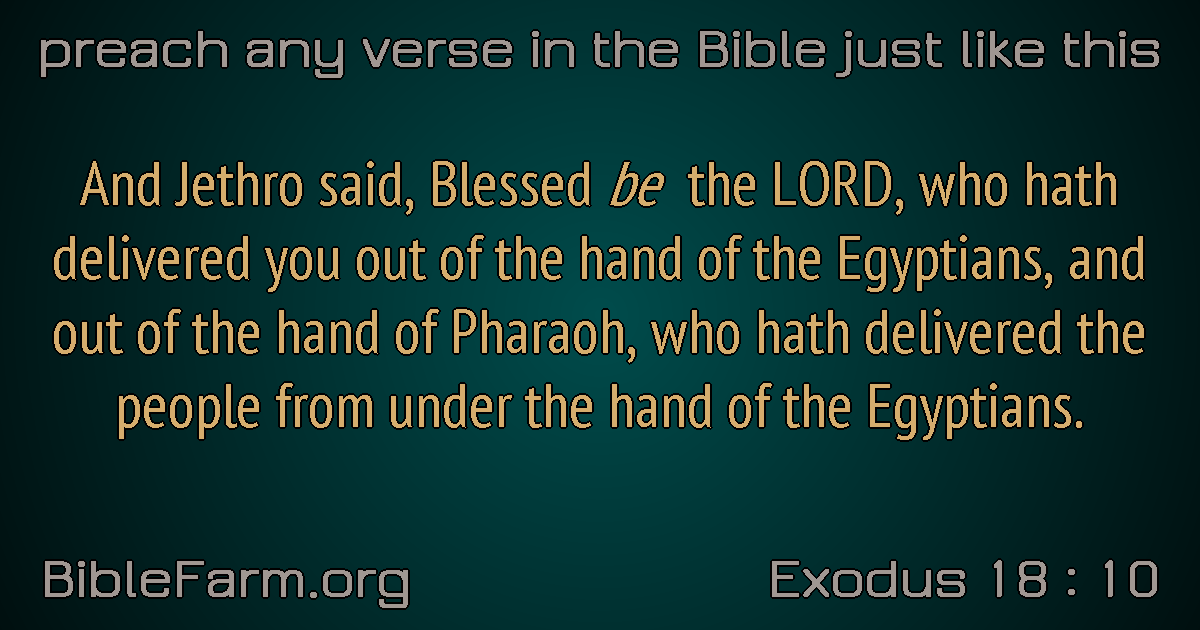 preach any verse in the Bible just like this
And Jethro said, Blessed be the LORD, who hath
delivered you out of the hand of the Egyptians, and
out of the hand of Pharaoh, who hath delivered the
people from under the hand of the Egyptians.
BibleFarm.org
Exodus 18 : 10